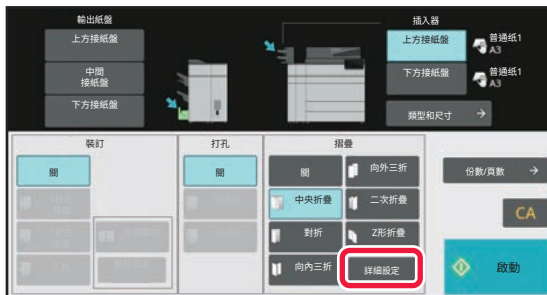 輸出紙盤
上方接紙盤
中間
接紙盤
下方接紙盤
插入器
上方接紙盤
普通紙1
A3
下方接紙盤
普通紙1
A3
類型和尺寸
裝訂
關
打孔
關
摺疊
關
向外三折
中央折疊
二次折疊
對折
Z形折疊
向內三折
詳細設定
份數/頁數
CA
啟動